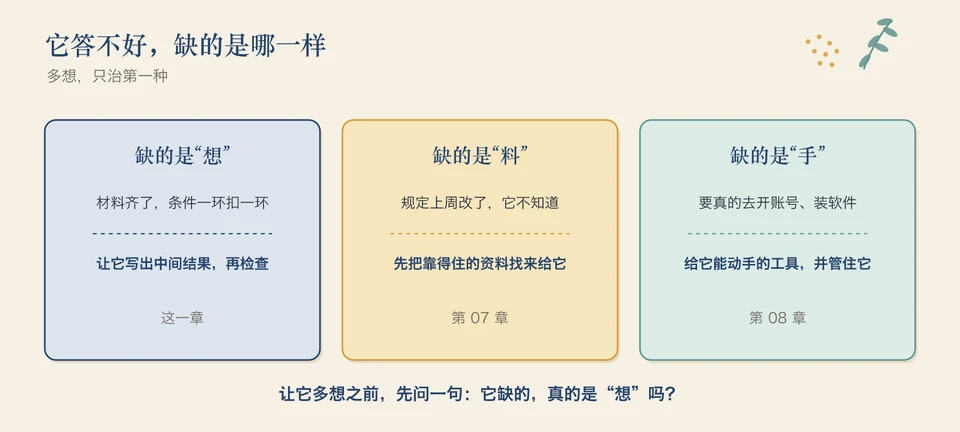 它答不好，缺的是哪一样
多想，只治第一种
缺的是“想”
材料齐了，条件一环扣一环
让它写出中间结果，再检查
这一章
缺的是“料”
规定上周改了，它不知道
先把靠得住的资料找来给它
第 07 章
缺的是“手”
要真的去开账号、装软件
给它能动手的工具，并管住它
第 08 章
让它多想之前，先问一句：它缺的，真的是“想”吗？